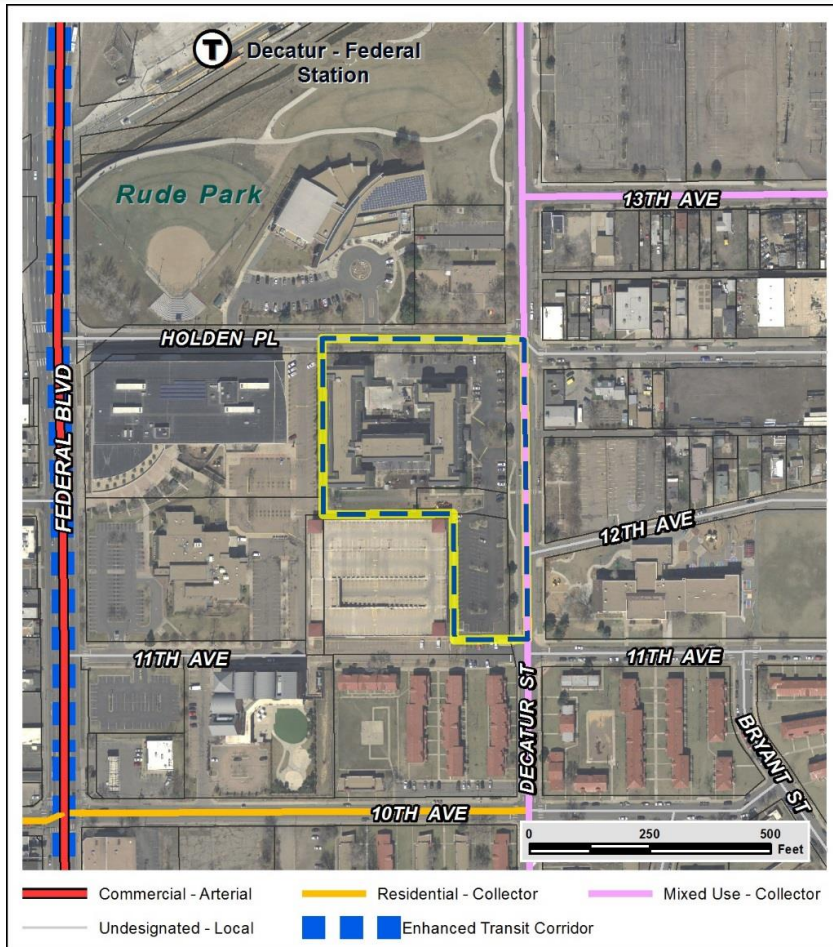 T
Decatur - Federal
Station
Rude Park
13TH AVE
HOLDEN PL
FEDERAL BLVD
12TH AVE
11TH AVE
11TH AVE
DECATUR ST
BRYANT ST
10TH AVE
0 250 500
Feet
Commercial - Arterial
Residential - Collector
Mixed Use - Collector
Undesignated - Local
Enhanced Transit Corridor